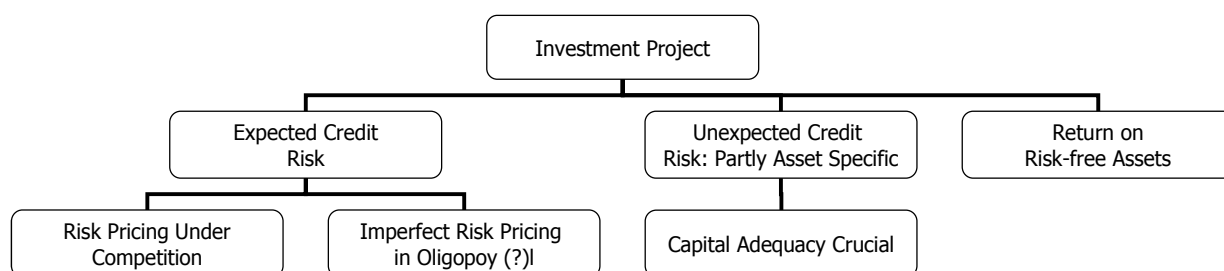 Investment Project
Expected Credit
Risk
Unexpected Credit
Risk: Partly Asset Specific
Return on
Risk-free Assets
Risk Pricing Under
Competition
Imperfect Risk Pricing
in Oligopoy (?)l
Capital Adequacy Crucial